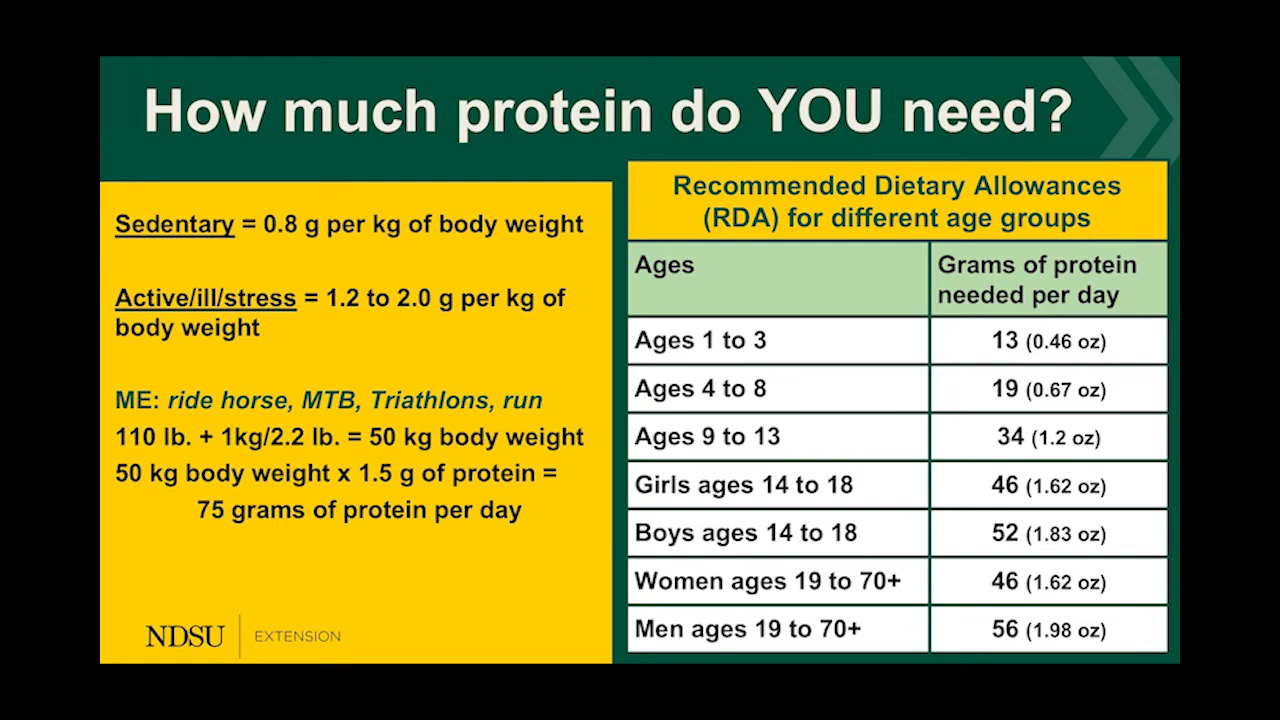 How much protein do YOU need?
Sedentary = 0.8 g per kg of body weight
Active/ill/stress = 1.2 to 2.0 g per kg of
body weight
ME: ride horse, MTB, Triathlons, run
110 lb. + 1kg/2.2 lb. = 50 kg body weight
50 kg body weight x 1.5 g of protein =
75 grams of protein per day
NDSU EXTENSION
Recommended Dietary Allowances
(RDA) for different age groups
Ages
Grams of protein
needed per day
Ages 1 to 3 13 (0.46 oz)
Ages 4 to 8 19 (0.67 oz)
Ages 9 to 13 34 (1.2 oz)
Girls ages 14 to 18 46 (1.62 oz)
Boys ages 14 to 18 52 (1.83 oz)
Women ages 19 to 70+ 46 (1.62 oz)
Men ages 19 to 70+ 56 (1.98 oz)